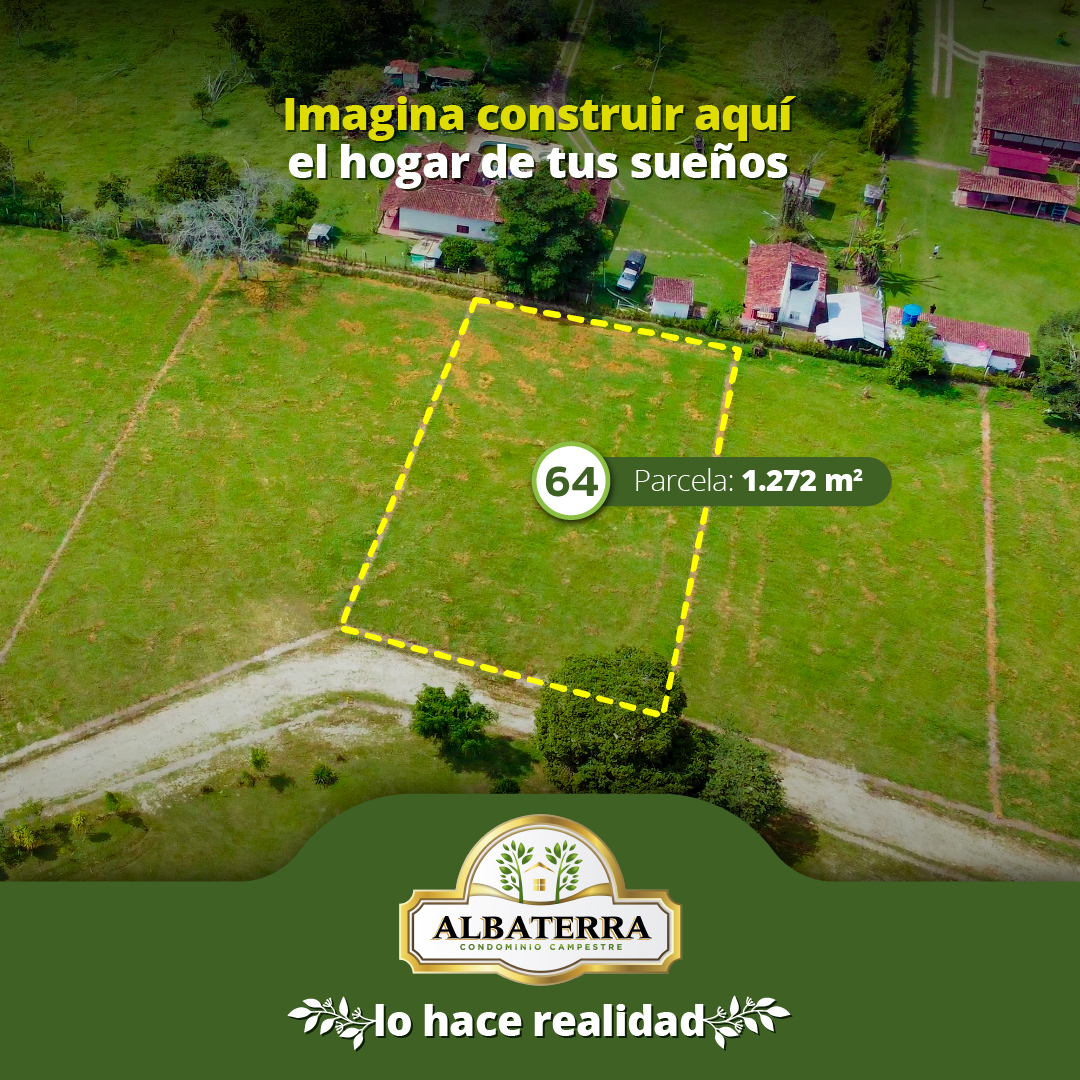 Imagina construir aquí
el hogar de tus sueños
64 Parcela: 1.272 m²
ALBATERRA
CONDOMINIO CAMPESTRE
lo hace realidad